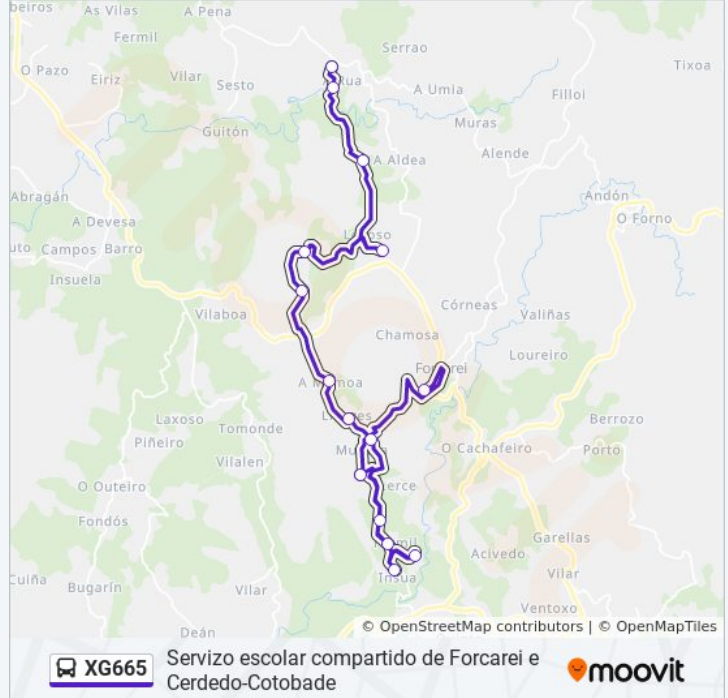 beiros
As Vilas
A Pena
Fermil
Serrao
O Pazo
Eiriz
Vilar
Sesto
Rua
A Umla
Tixoa
Filloi
Guitón
Muras
A Aldea
Alende
Abragán
Andón
A Devesa
O Forno
uto
Campos
Barro
Insuela
Córneas
Vilaboa
Valiñas
Chamosa
Loureiro
Laxoso
Tomonde
Berrozo
Piñeiro
O Cachafeiro
Porto
Vilalen
O Outeiro
erce
Fondós
Garellas
Acivedo
Cuiña
Bugarín
Vilar
Insua
Vilar
Ventoxo
Deán
© OpenStreetMap contributors | © OpenMapTiles
XG665
Servizo escolar compartido de Forcarei e
Cerdedo-Cotobade
moovit